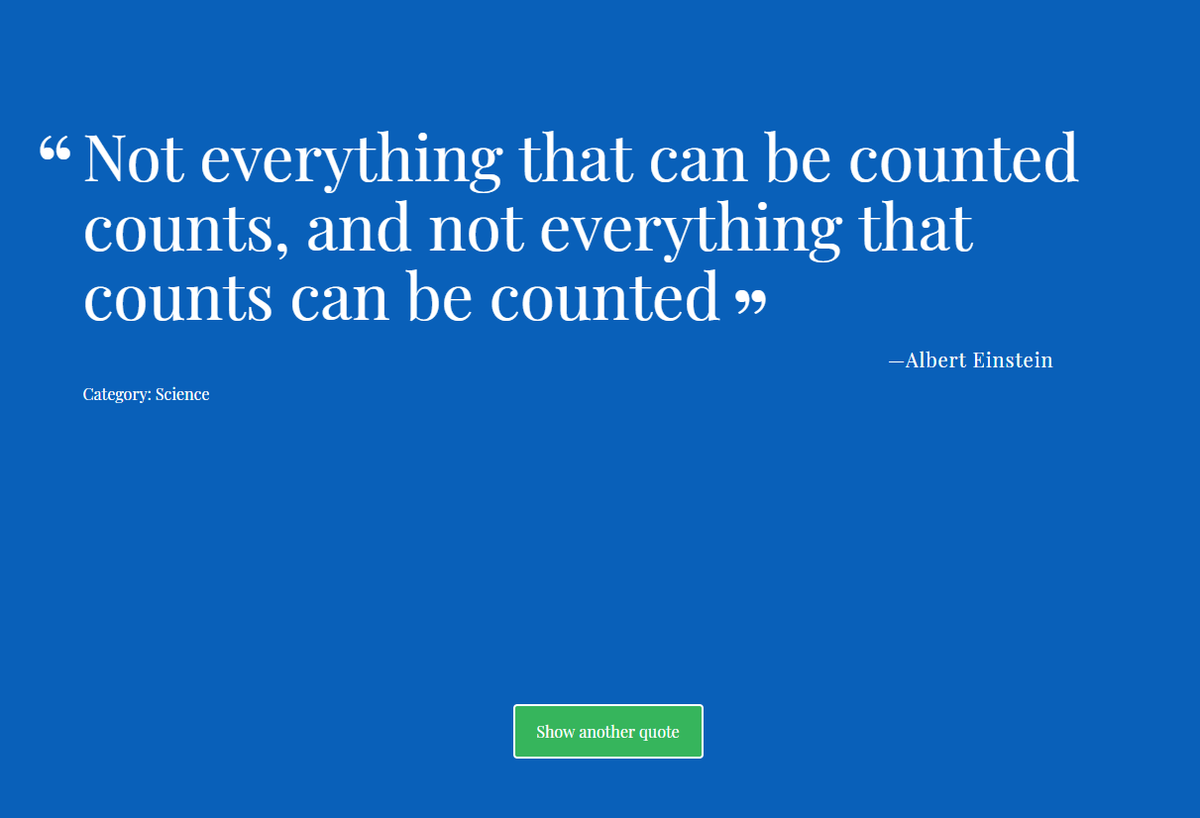 “ Not everything that can be counted
counts, and not everything that
counts can be counted ”
—Albert Einstein
Category: Science
Show another quote